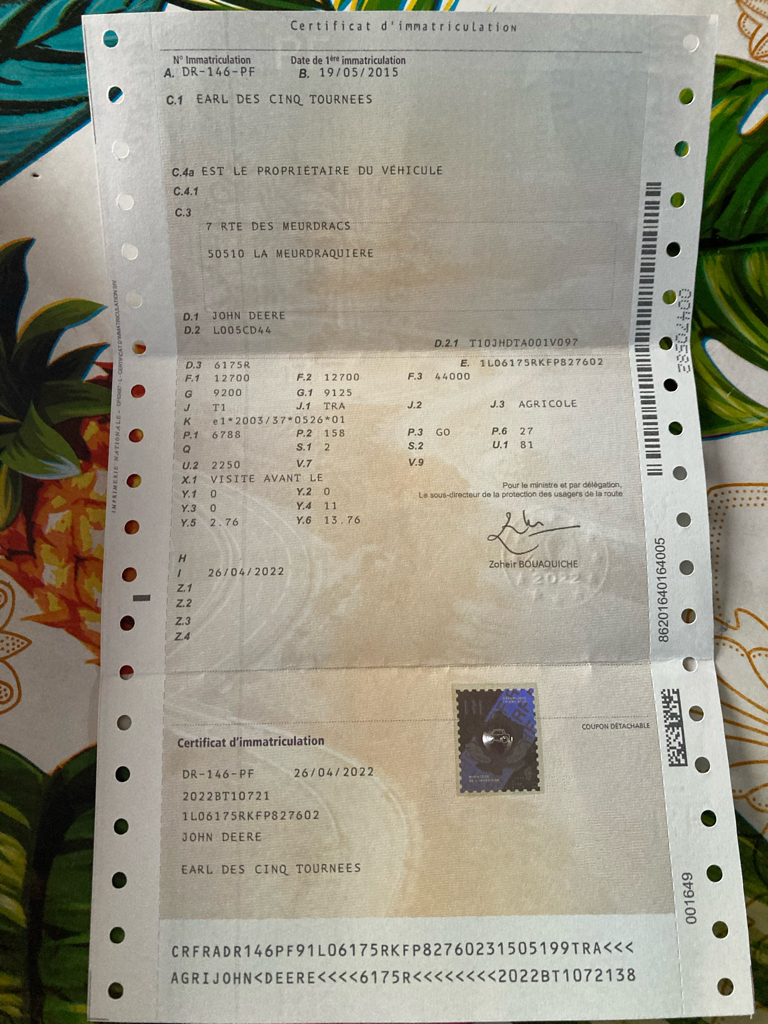 Certificat d'immatriculation
N° Immatriculation Date de 1ère immatriculation
A. DR-146-PF B. 19/05/2015
C.1 EARL DES CINQ TOURNEES
C.4a EST LE PROPRIÉTAIRE DU VÉHICULE
C.4.1
C.3
7 RTE DES MEURDRACS
50510 LA MEURDRAQUIERE
D.1 JOHN DEERE
D.2 L005CD44
D.2.1 T10JHDTA001V097
D.3 6175R E. 1L06175RKFP827602
F.1 12700 F.2 12700 F.3 44000
G 9200 G.1 9125
J T1 J.1 TRA J.2 J.3 AGRICOLE
K e1*2003/37*0526*01
P.1 6788 P.2 158 P.3 GO P.6 27
Q S.1 2 S.2 U.1 81
U.2 2250 V.7 V.9
X.1 VISITE AVANT LE
Y.1 0 Y.2 0
Y.3 0 Y.4 11
Y.5 2.76 Y.6 13.76
Pour le ministre et par délégation,
Le sous-directeur de la protection des usagers de la route
Zoheir BOUAOUICHE
2022
H
I 26/04/2022
Z.1
Z.2
Z.3
Z.4
00470582
86201640164005
COUPON DÉTACHABLE
Certificat d'immatriculation
DR-146-PF 26/04/2022
2022BT10721
1L06175RKFP827602
JOHN DEERE
EARL DES CINQ TOURNEES
001649
CRFRADR146PF91L06175RKFP82760231505199TRA<<<
AGRIJOHN<DEERE<<<<6175R<<<<<<<<2022BT1072138